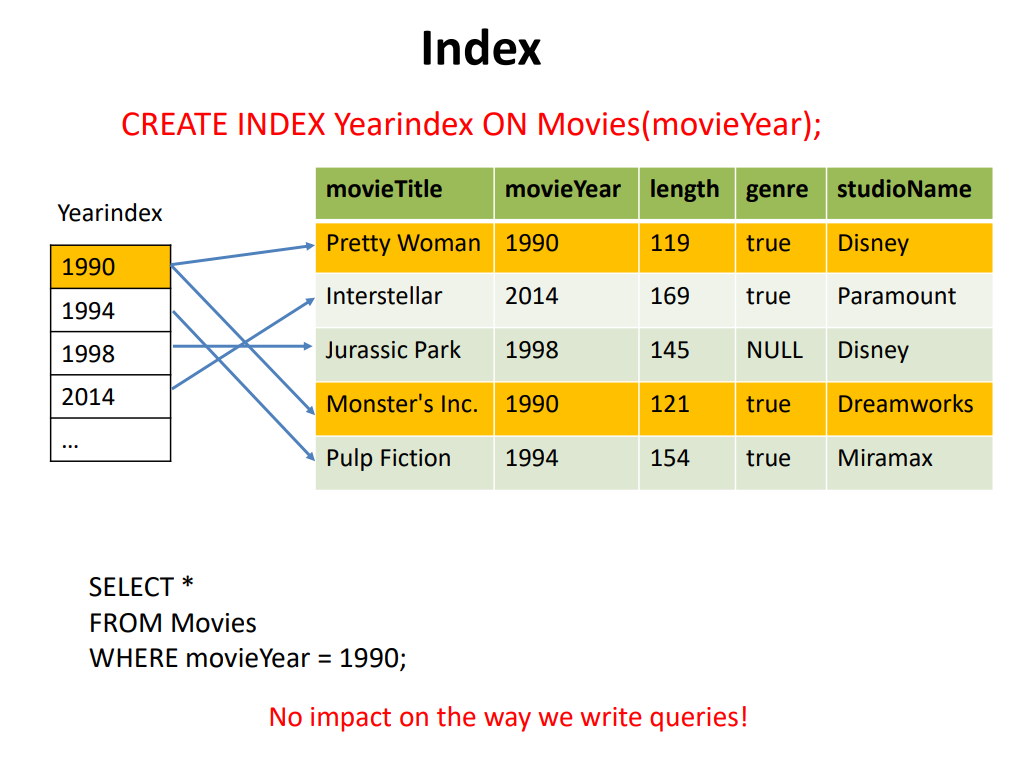 Index
CREATE INDEX Yearindex ON Movies(movieYear);
Yearindex
1990
1994
1998
2014
...
movieTitle movieYear length genre studioName
Pretty Woman 1990 119 true Disney
Interstellar 2014 169 true Paramount
Jurassic Park 1998 145 NULL Disney
Monster's Inc. 1990 121 true Dreamworks
Pulp Fiction 1994 154 true Miramax
SELECT *
FROM Movies
WHERE movieYear = 1990;
No impact on the way we write queries!